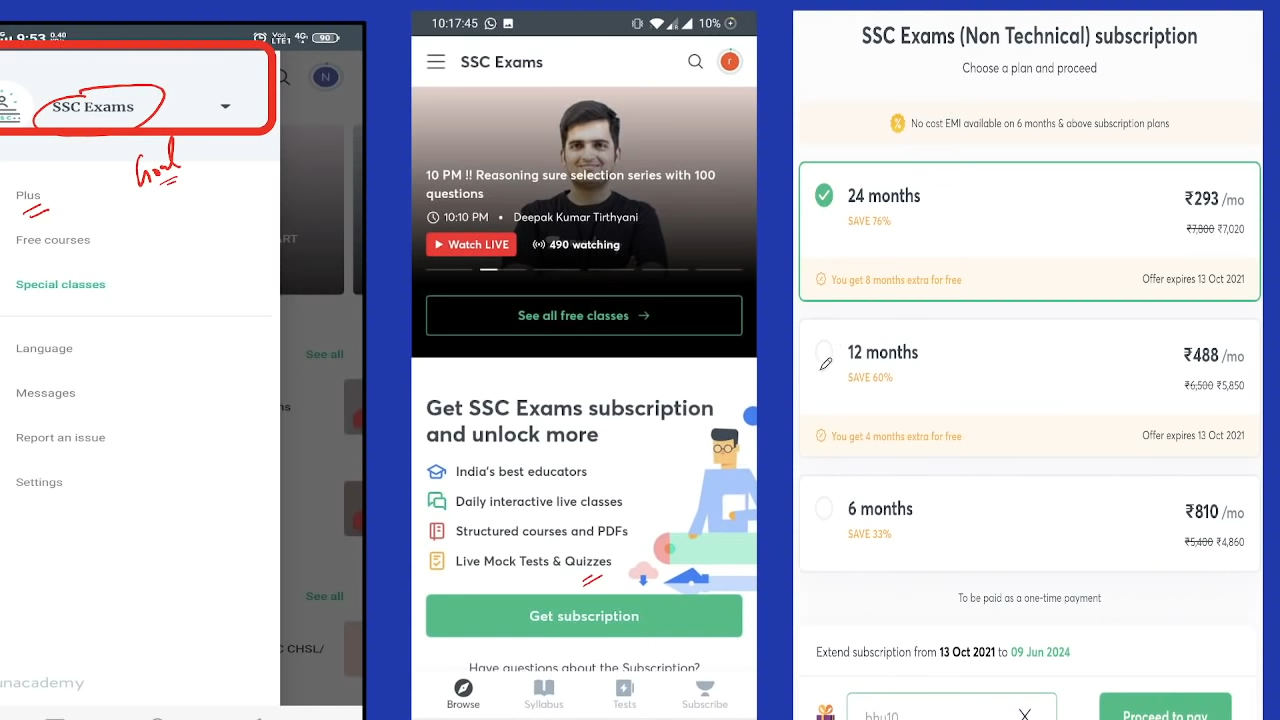 9:53 0.40
4G 90
N
SSC Exams
Goal
Plus
Free courses
Special classes
See all
Language
Messages
Report an issue
Settings
See all
CHSL/
unacademy
10:17:45
10%
SSC Exams
r
10 PM !! Reasoning sure selection series with 100
questions
10:10 PM • Deepak Kumar Tirthyani
Watch LIVE 490 watching
See all free classes
Get SSC Exams subscription
and unlock more
India's best educators
Daily interactive live classes
Structured courses and PDFs
Live Mock Tests & Quizzes
Get subscription
Have questions about the Subscription?
Browse Syllabus Tests Subscribe
SSC Exams (Non Technical) subscription
Choose a plan and proceed
No cost EMI available on 6 months & above subscription plans
24 months ₹293 /mo
SAVE 76% ₹7,800 ₹7,020
You get 8 months extra for free Offer expires 13 Oct 2021
12 months ₹488 /mo
SAVE 60% ₹6,500 ₹5,850
You get 4 months extra for free Offer expires 13 Oct 2021
6 months ₹810 /mo
SAVE 33% ₹5,400 ₹4,860
To be paid as a one-time payment
Extend subscription from 13 Oct 2021 to 09 Jun 2024
bhu10 X Proceed to pay